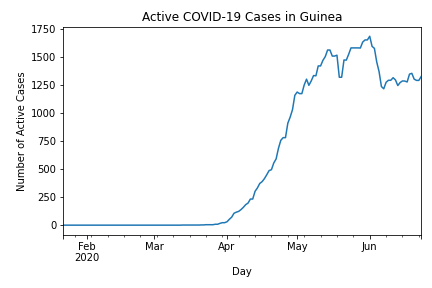 Active COVID-19 Cases in Guinea
Number of Active Cases
1750
1500
1250
1000
750
500
250
0
Feb
2020
Mar
Apr
May
Jun
Day